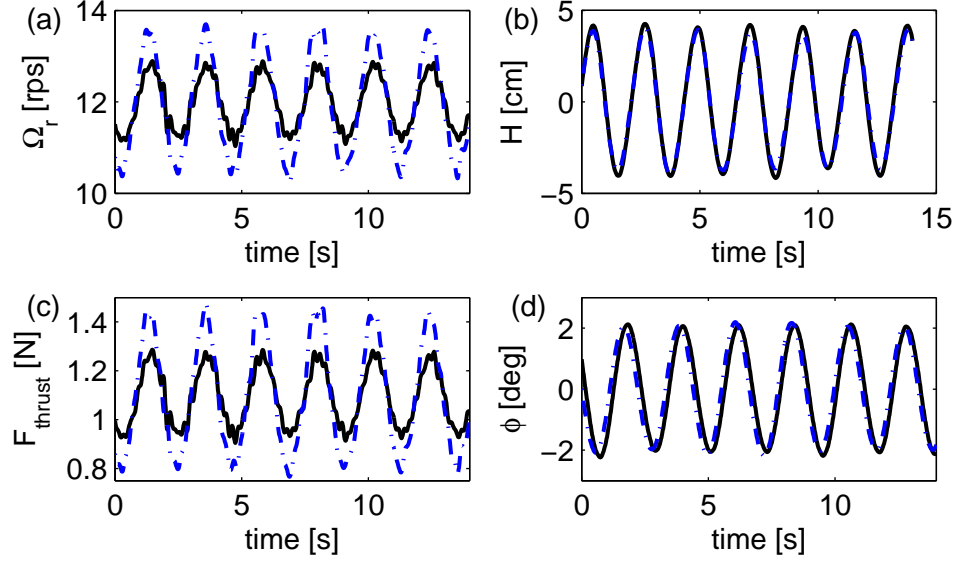 (a)
14
12
10
Ω_r [rps]
0 5 10
time [s]
(b)
5
0
−5
H [cm]
0 5 10 15
time [s]
(c)
1.4
1.2
1
0.8
F_thrust [N]
0 5 10
time [s]
(d)
2
0
−2
ϕ [deg]
0 5 10
time [s]